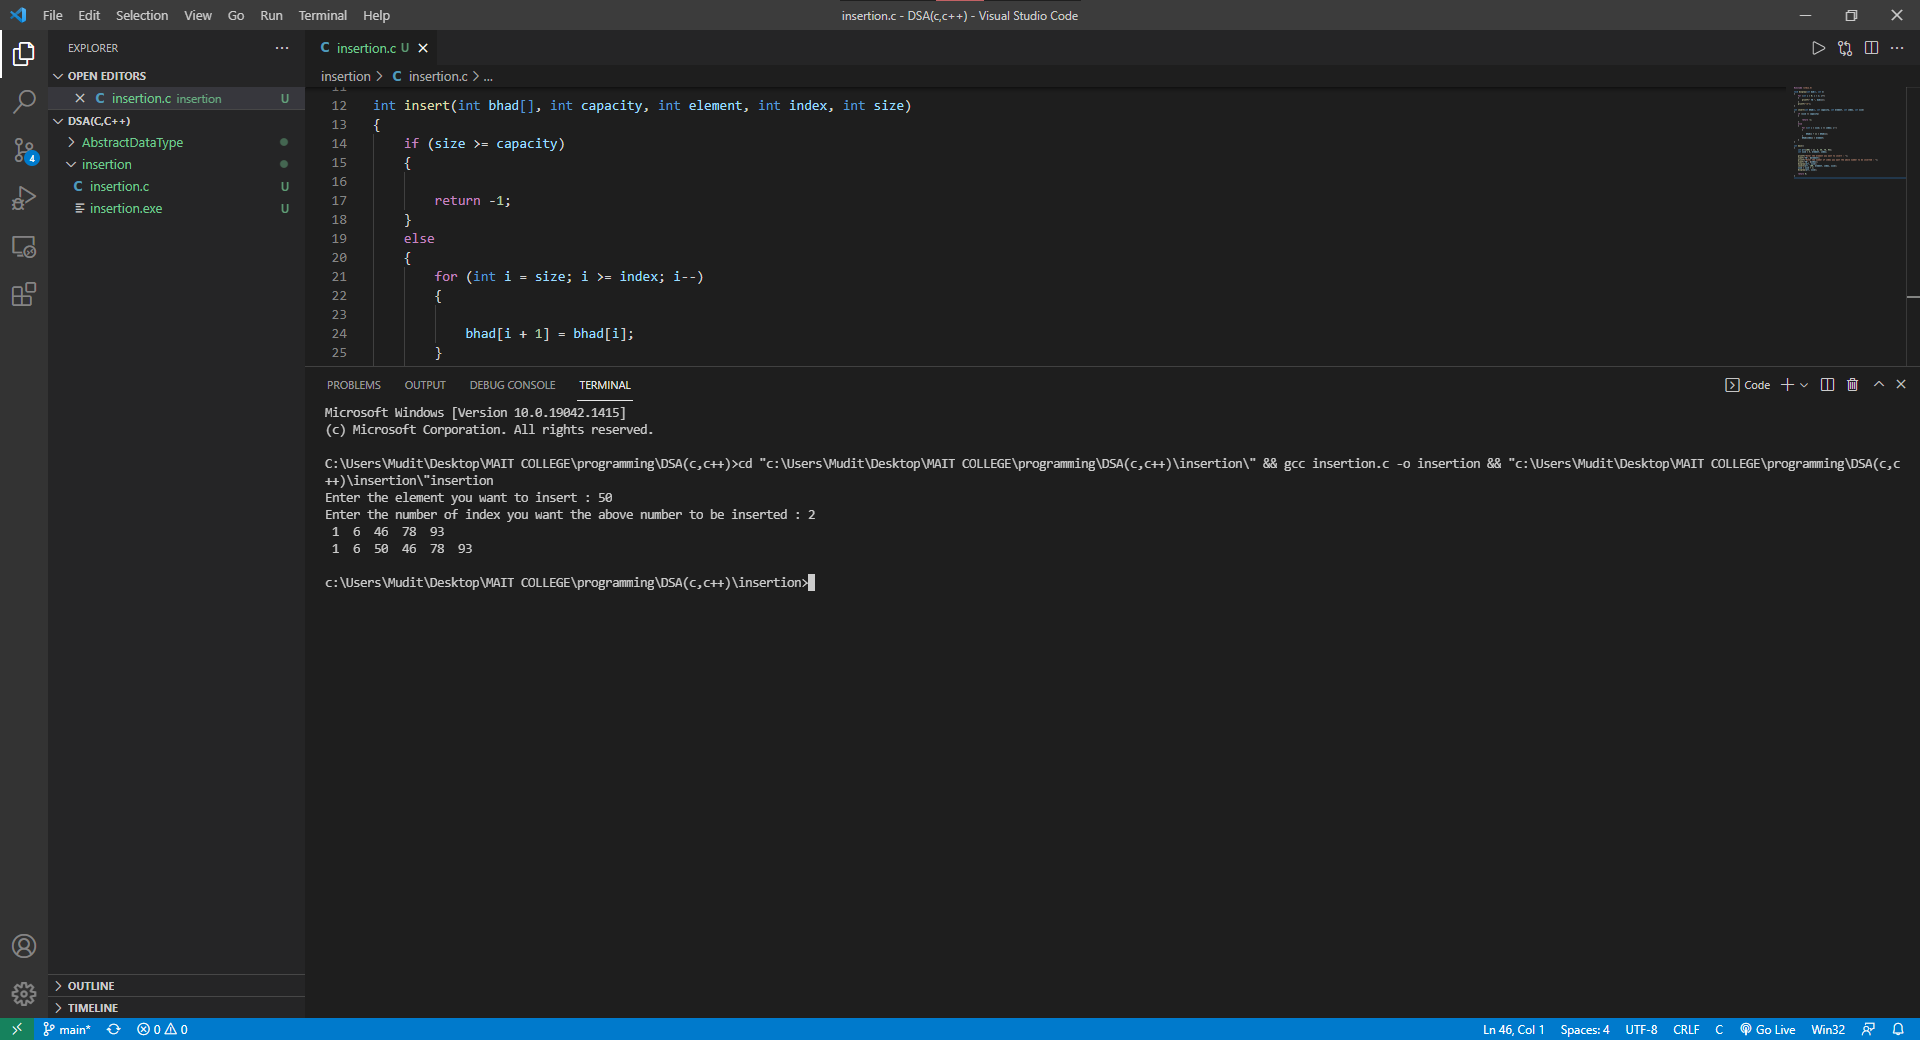 File Edit Selection View Go Run Terminal Help
insertion.c - DSA(c,c++) - Visual Studio Code
EXPLORER
OPEN EDITORS
C insertion.c insertion U
DSA(C,C++)
AbstractDataType
insertion
C insertion.c U
insertion.exe U
OUTLINE
TIMELINE
4
C insertion.c U
insertion > C insertion.c > ...
11
12 int insert(int bhad[], int capacity, int element, int index, int size)
13 {
14 if (size >= capacity)
15 {
16
17 return -1;
18 }
19 else
20 {
21 for (int i = size; i >= index; i--)
22 {
23
24 bhad[i + 1] = bhad[i];
25 }
PROBLEMS OUTPUT DEBUG CONSOLE TERMINAL
Code
Microsoft Windows [Version 10.0.19042.1415]
(c) Microsoft Corporation. All rights reserved.
C:\Users\Mudit\Desktop\MAIT COLLEGE\programming\DSA(c,c++)>cd "c:\Users\Mudit\Desktop\MAIT COLLEGE\programming\DSA(c,c++)\insertion\" && gcc insertion.c -o insertion && "c:\Users\Mudit\Desktop\MAIT COLLEGE\programming\DSA(c,c
++)\insertion\"insertion
Enter the element you want to insert : 50
Enter the number of index you want the above number to be inserted : 2
1 6 46 78 93
1 6 50 46 78 93
c:\Users\Mudit\Desktop\MAIT COLLEGE\programming\DSA(c,c++)\insertion>
main* 0 0
Ln 46, Col 1 Spaces: 4 UTF-8 CRLF C Go Live Win32